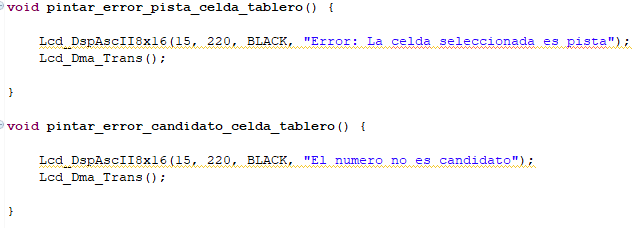 void pintar_error_pista_celda_tablero() {
Lcd_DspAscII8x16(15, 220, BLACK, "Error: La celda seleccionada es pista");
Lcd_Dma_Trans();
}
void pintar_error_candidato_celda_tablero() {
Lcd_DspAscII8x16(15, 220, BLACK, "El numero no es candidato");
Lcd_Dma_Trans();
}